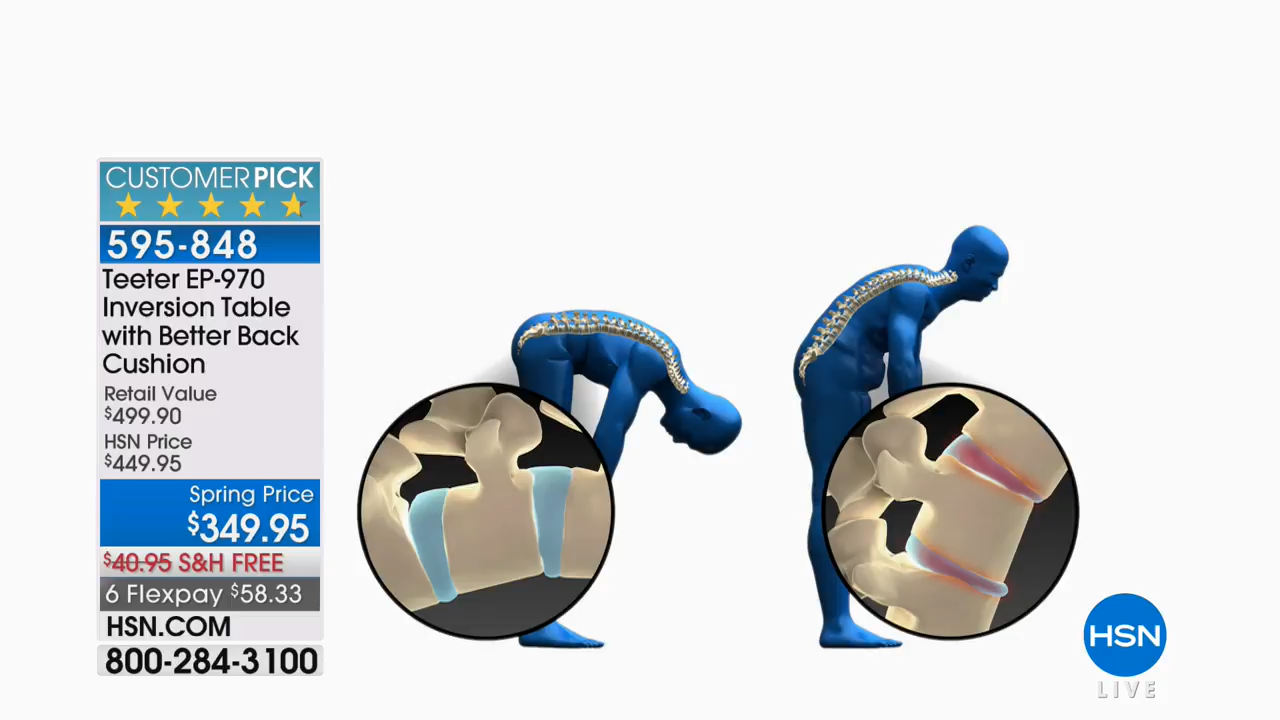 CUSTOMERPICK
595-848
Teeter EP-970
Inversion Table
with Better Back
Cushion
Retail Value
$499.90
HSN Price
$449.95
Spring Price
$349.95
$40.95 S&H FREE
6 Flexpay $58.33
HSN.COM
800-284-3100
HSN
LIVE